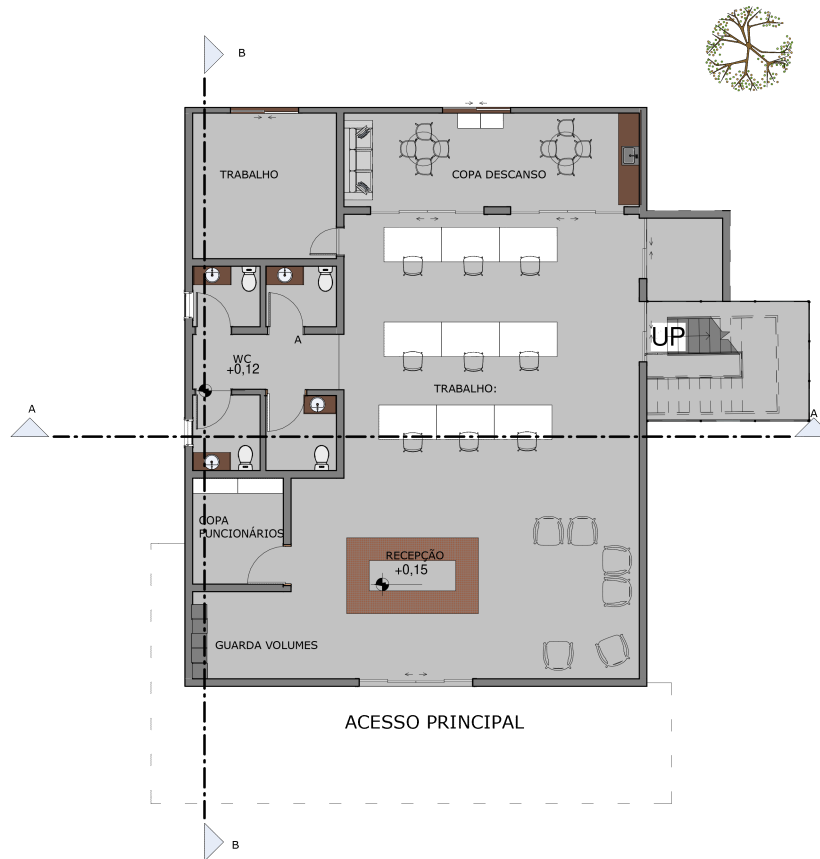 B
TRABALHO
COPA DESCANSO
UP
A
WC
+0,12
TRABALHO:
A
A
COPA
FUNCIONÁRIOS
RECEPÇÃO
+0,15
GUARDA VOLUMES
ACESSO PRINCIPAL
B